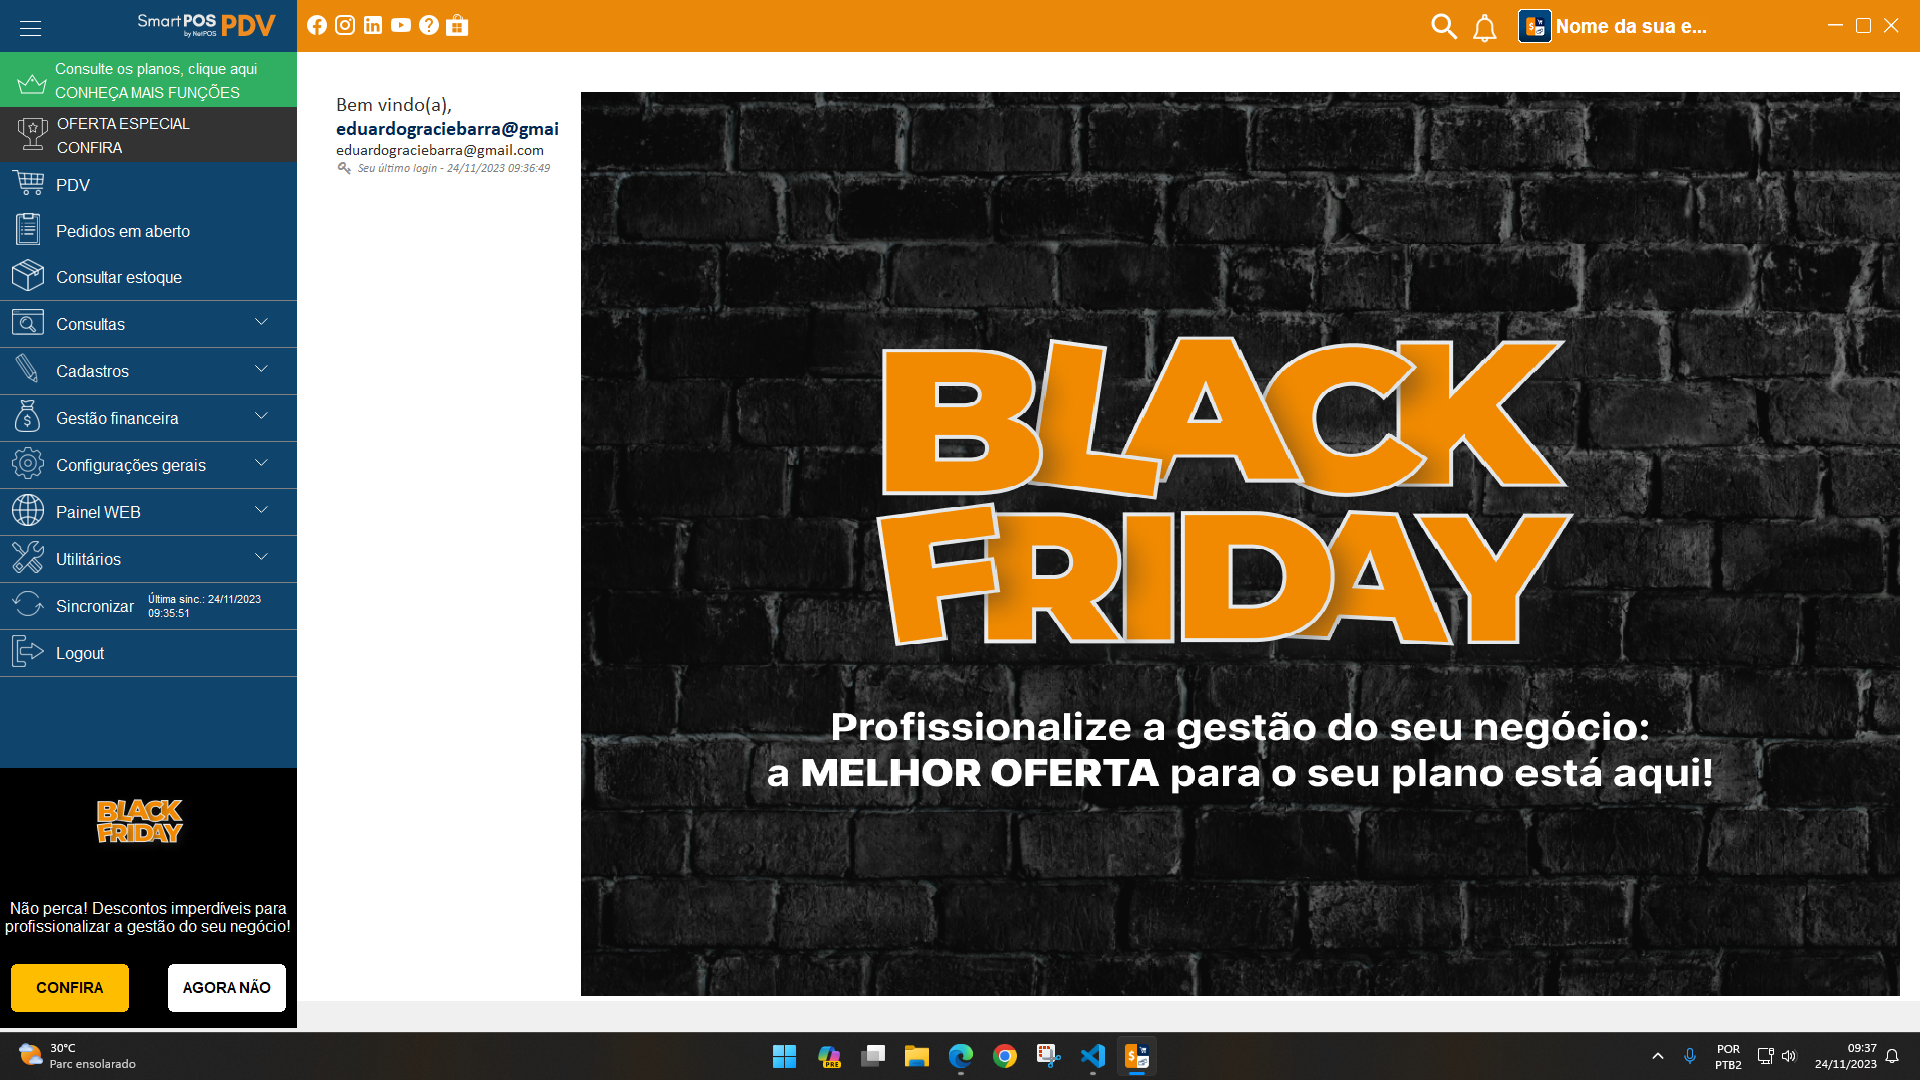 SmartPOS PDV
by NetPOS
Nome da sua e...
Consulte os planos, clique aqui
CONHEÇA MAIS FUNÇÕES
OFERTA ESPECIAL
CONFIRA
PDV
Pedidos em aberto
Consultar estoque
Consultas
Cadastros
Gestão financeira
Configurações gerais
Painel WEB
Utilitários
Sincronizar
Última sinc.: 24/11/2023
09:35:51
Logout
BLACK
FRIDAY
Não perca! Descontos imperdíveis para
profissionalizar a gestão do seu negócio!
CONFIRA
AGORA NÃO
Bem vindo(a),
eduardograciebarra@gmai
eduardograciebarra@gmail.com
Seu último login - 24/11/2023 09:36:49
BLACK
FRIDAY
Profissionalize a gestão do seu negócio:
a MELHOR OFERTA para o seu plano está aqui!
30°C
Parc ensolarado
PRE
POR
PTB2
09:37
24/11/2023